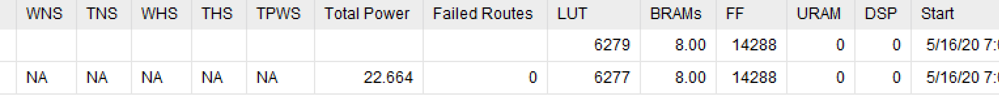 WNS TNS WHS THS TPWS Total Power Failed Routes LUT BRAMs FF URAM DSP Start
6279 8.00 14288 0 0 5/16/20 7:
NA NA NA NA NA 22.664 0 6277 8.00 14288 0 0 5/16/20 7: